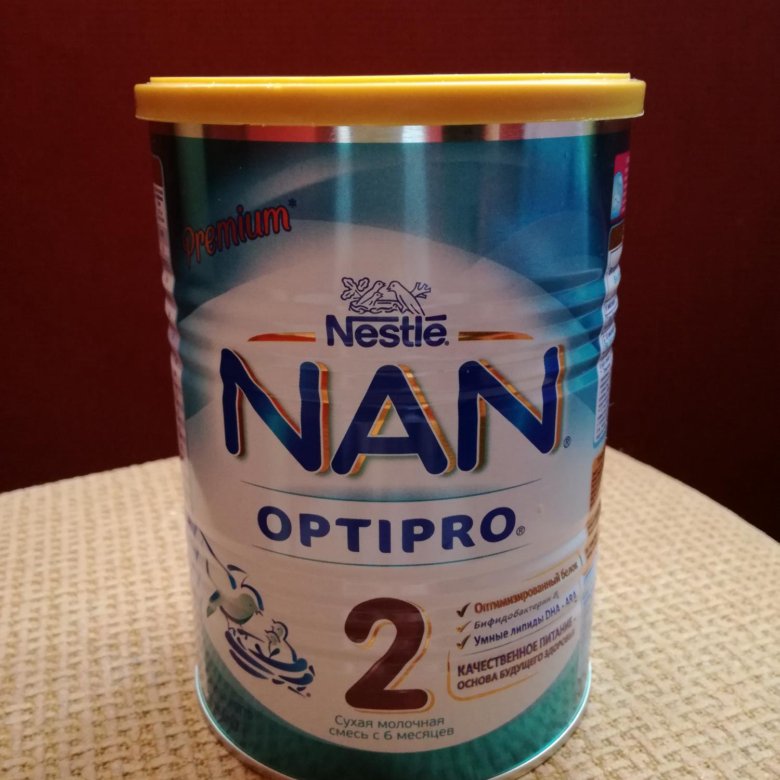 Premium*
Nestlé
NAN®
OPTIPRO®
2
✓ Оптимизированный белок
✓ Бифидобактерии
✓ Умные липиды DHA - ARA
КАЧЕСТВЕННОЕ ПИТАНИЕ -
ОСНОВА БУДУЩЕГО ЗДОРОВЬЯ
Сухая молочная
смесь с 6 месяцев